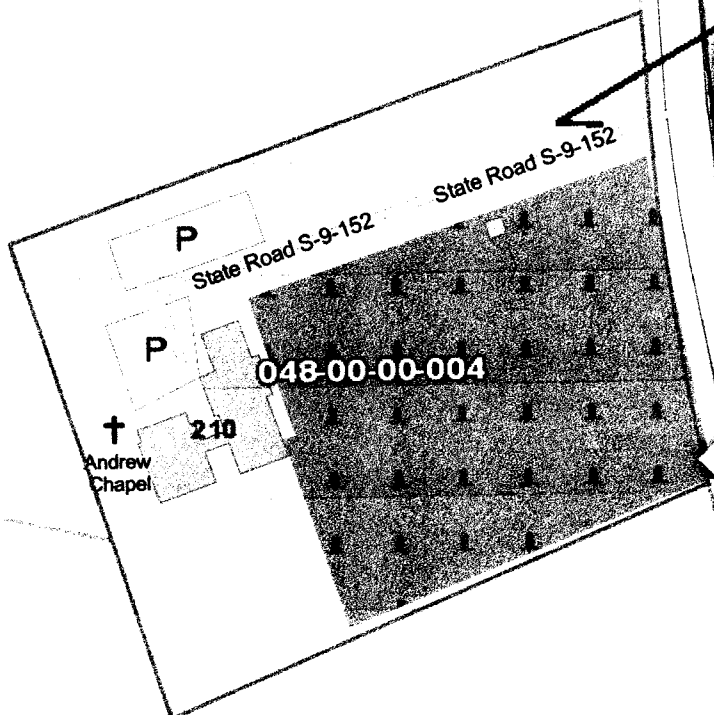 State Road S-9-152
P
State Road S-9-152
P
048-00-00-004
210
Andrew
Chapel